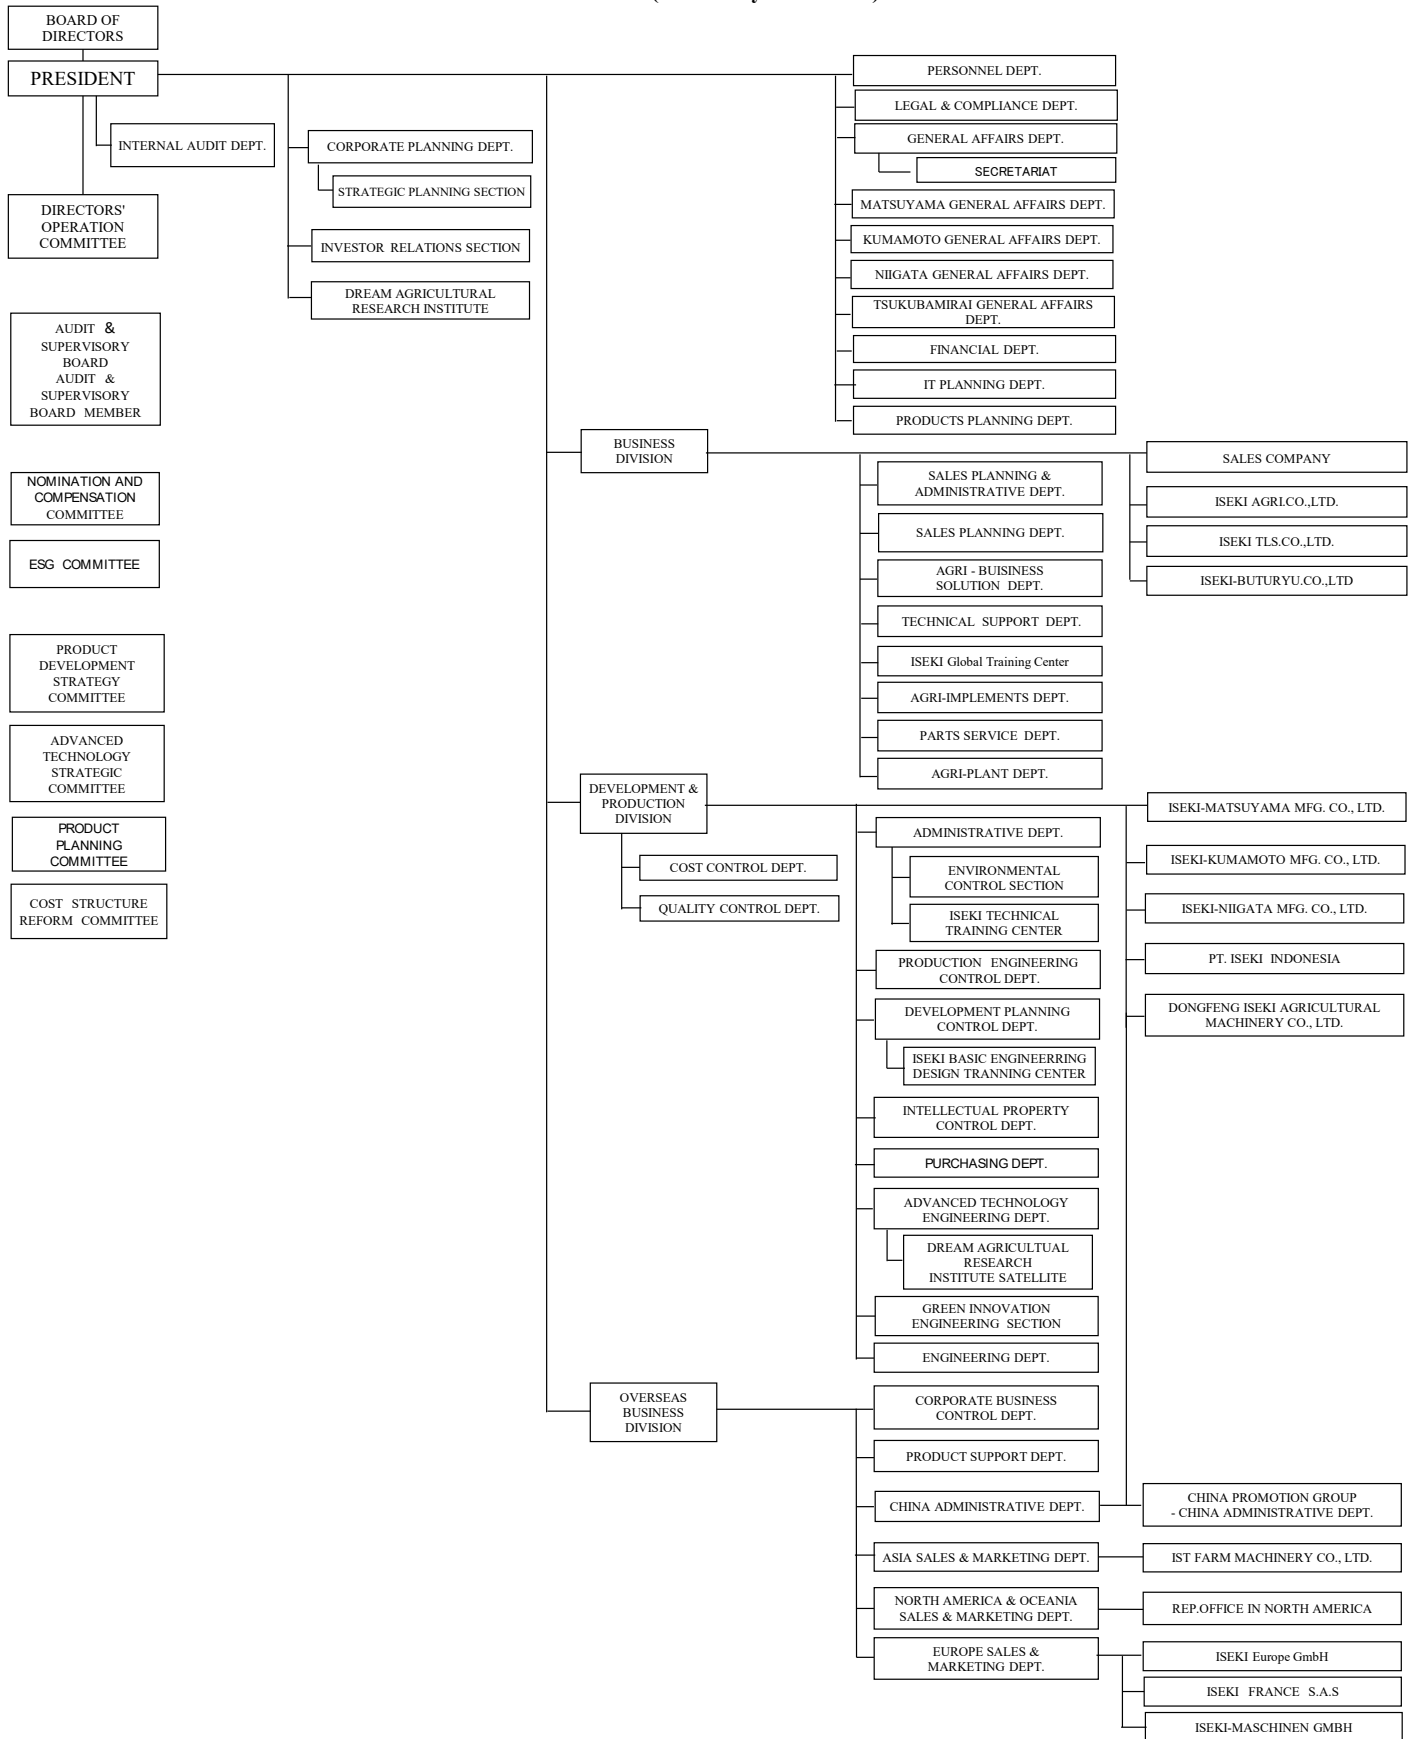 BOARD OF
DIRECTORS
PRESIDENT
INTERNAL AUDIT DEPT.
DIRECTORS'
OPERATION
COMMITTEE
AUDIT &
SUPERVISORY
BOARD
AUDIT &
SUPERVISORY
BOARD MEMBER
NOMINATION AND
COMPENSATION
COMMITTEE
ESG COMMITTEE
PRODUCT
DEVELOPMENT
STRATEGY
COMMITTEE
ADVANCED
TECHNOLOGY
STRATEGIC
COMMITTEE
PRODUCT
PLANNING
COMMITTEE
COST STRUCTURE
REFORM COMMITTEE
CORPORATE PLANNING DEPT.
STRATEGIC PLANNING SECTION
INVESTOR RELATIONS SECTION
DREAM AGRICULTURAL
RESEARCH INSTITUTE
PERSONNEL DEPT.
LEGAL & COMPLIANCE DEPT.
GENERAL AFFAIRS DEPT.
SECRETARIAT
MATSUYAMA GENERAL AFFAIRS DEPT.
KUMAMOTO GENERAL AFFAIRS DEPT.
NIIGATA GENERAL AFFAIRS DEPT.
TSUKUBAMIRAI GENERAL AFFAIRS
DEPT.
FINANCIAL DEPT.
IT PLANNING DEPT.
PRODUCTS PLANNING DEPT.
BUSINESS
DIVISION
SALES PLANNING &
ADMINISTRATIVE DEPT.
SALES PLANNING DEPT.
AGRI - BUISINESS
SOLUTION DEPT.
TECHNICAL SUPPORT DEPT.
ISEKI Global Training Center
AGRI-IMPLEMENTS DEPT.
PARTS SERVICE DEPT.
AGRI-PLANT DEPT.
SALES COMPANY
ISEKI AGRI.CO.,LTD.
ISEKI TLS.CO.,LTD.
ISEKI-BUTURYU.CO.,LTD
DEVELOPMENT &
PRODUCTION
DIVISION
COST CONTROL DEPT.
QUALITY CONTROL DEPT.
ADMINISTRATIVE DEPT.
ENVIRONMENTAL
CONTROL SECTION
ISEKI TECHNICAL
TRAINING CENTER
PRODUCTION ENGINEERING
CONTROL DEPT.
DEVELOPMENT PLANNING
CONTROL DEPT.
ISEKI BASIC ENGINEERRING
DESIGN TRANNING CENTER
INTELLECTUAL PROPERTY
CONTROL DEPT.
PURCHASING DEPT.
ADVANCED TECHNOLOGY
ENGINEERING DEPT.
DREAM AGRICULTUAL
RESEARCH
INSTITUTE SATELLITE
GREEN INNOVATION
ENGINEERING SECTION
ENGINEERING DEPT.
ISEKI-MATSUYAMA MFG. CO., LTD.
ISEKI-KUMAMOTO MFG. CO., LTD.
ISEKI-NIIGATA MFG. CO., LTD.
PT. ISEKI INDONESIA
DONGFENG ISEKI AGRICULTURAL
MACHINERY CO., LTD.
OVERSEAS
BUSINESS
DIVISION
CORPORATE BUSINESS
CONTROL DEPT.
PRODUCT SUPPORT DEPT.
CHINA ADMINISTRATIVE DEPT.
CHINA PROMOTION GROUP
- CHINA ADMINISTRATIVE DEPT.
ASIA SALES & MARKETING DEPT.
IST FARM MACHINERY CO., LTD.
NORTH AMERICA & OCEANIA
SALES & MARKETING DEPT.
REP.OFFICE IN NORTH AMERICA
EUROPE SALES &
MARKETING DEPT.
ISEKI Europe GmbH
ISEKI FRANCE S.A.S
ISEKI-MASCHINEN GMBH